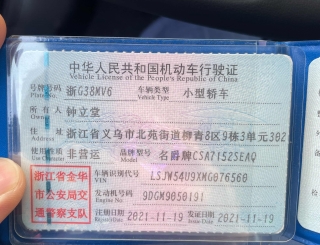 中华人民共和国机动车行驶证
Vehicle License of the People's Republic of China
号牌号码 浙G38MV6 车辆类型 小型轿车
Plate No. Vehicle Type
所有人 钟立堂
Owner
住址 浙江省义乌市北苑街道柳青8区9栋3单元302
Address
使用性质 非营运 品牌型号 名爵牌CSA7152SEAQ
Use Character Model
浙江省金华 车辆识别代号 LSJW54U9XMG076560
市公安局交 VIN
通警察支队 发动机号码 9DGM9050191
Engine No.
注册日期 2021-11-19 发证日期 2021-11-19
Register Date Issue Date